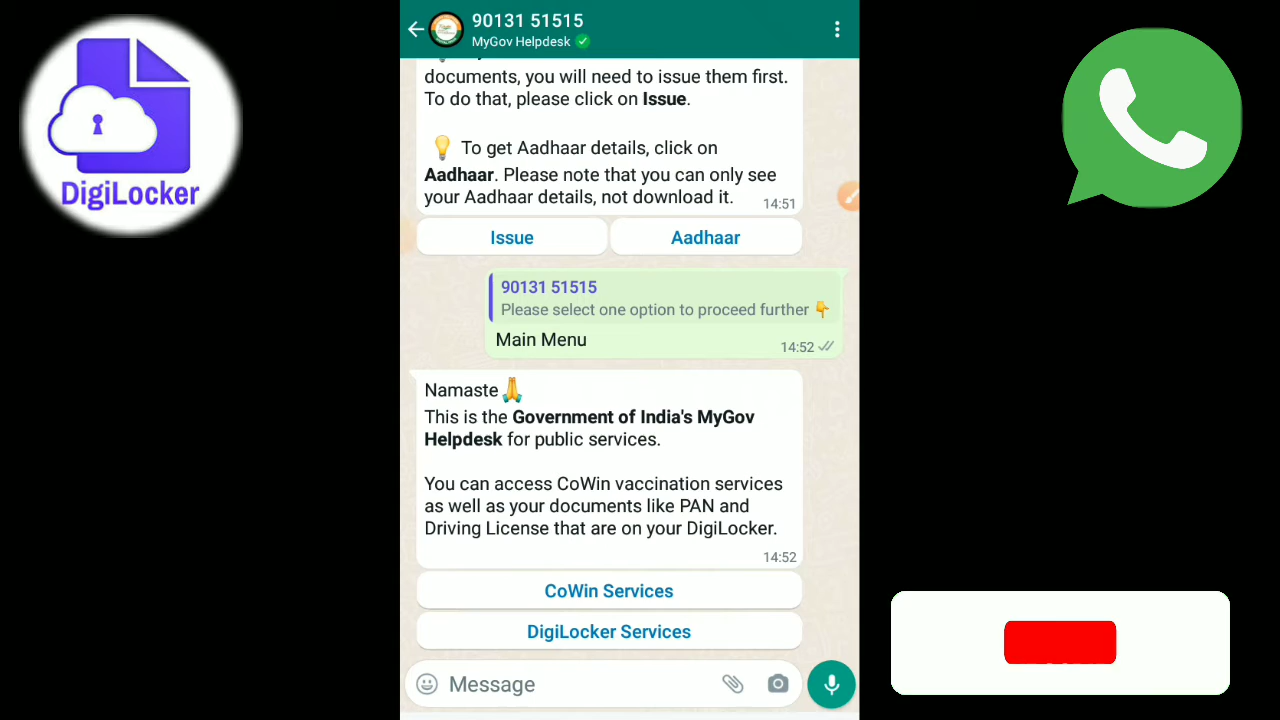 DigiLocker
90131 51515
MyGov Helpdesk
documents, you will need to issue them first.
To do that, please click on Issue.
💡 To get Aadhaar details, click on
Aadhaar. Please note that you can only see
your Aadhaar details, not download it.
14:51
Issue
Aadhaar
90131 51515
Please select one option to proceed further 👇
Main Menu
14:52
Namaste🙏
This is the Government of India's MyGov
Helpdesk for public services.
You can access CoWin vaccination services
as well as your documents like PAN and
Driving License that are on your DigiLocker.
14:52
CoWin Services
DigiLocker Services
Message